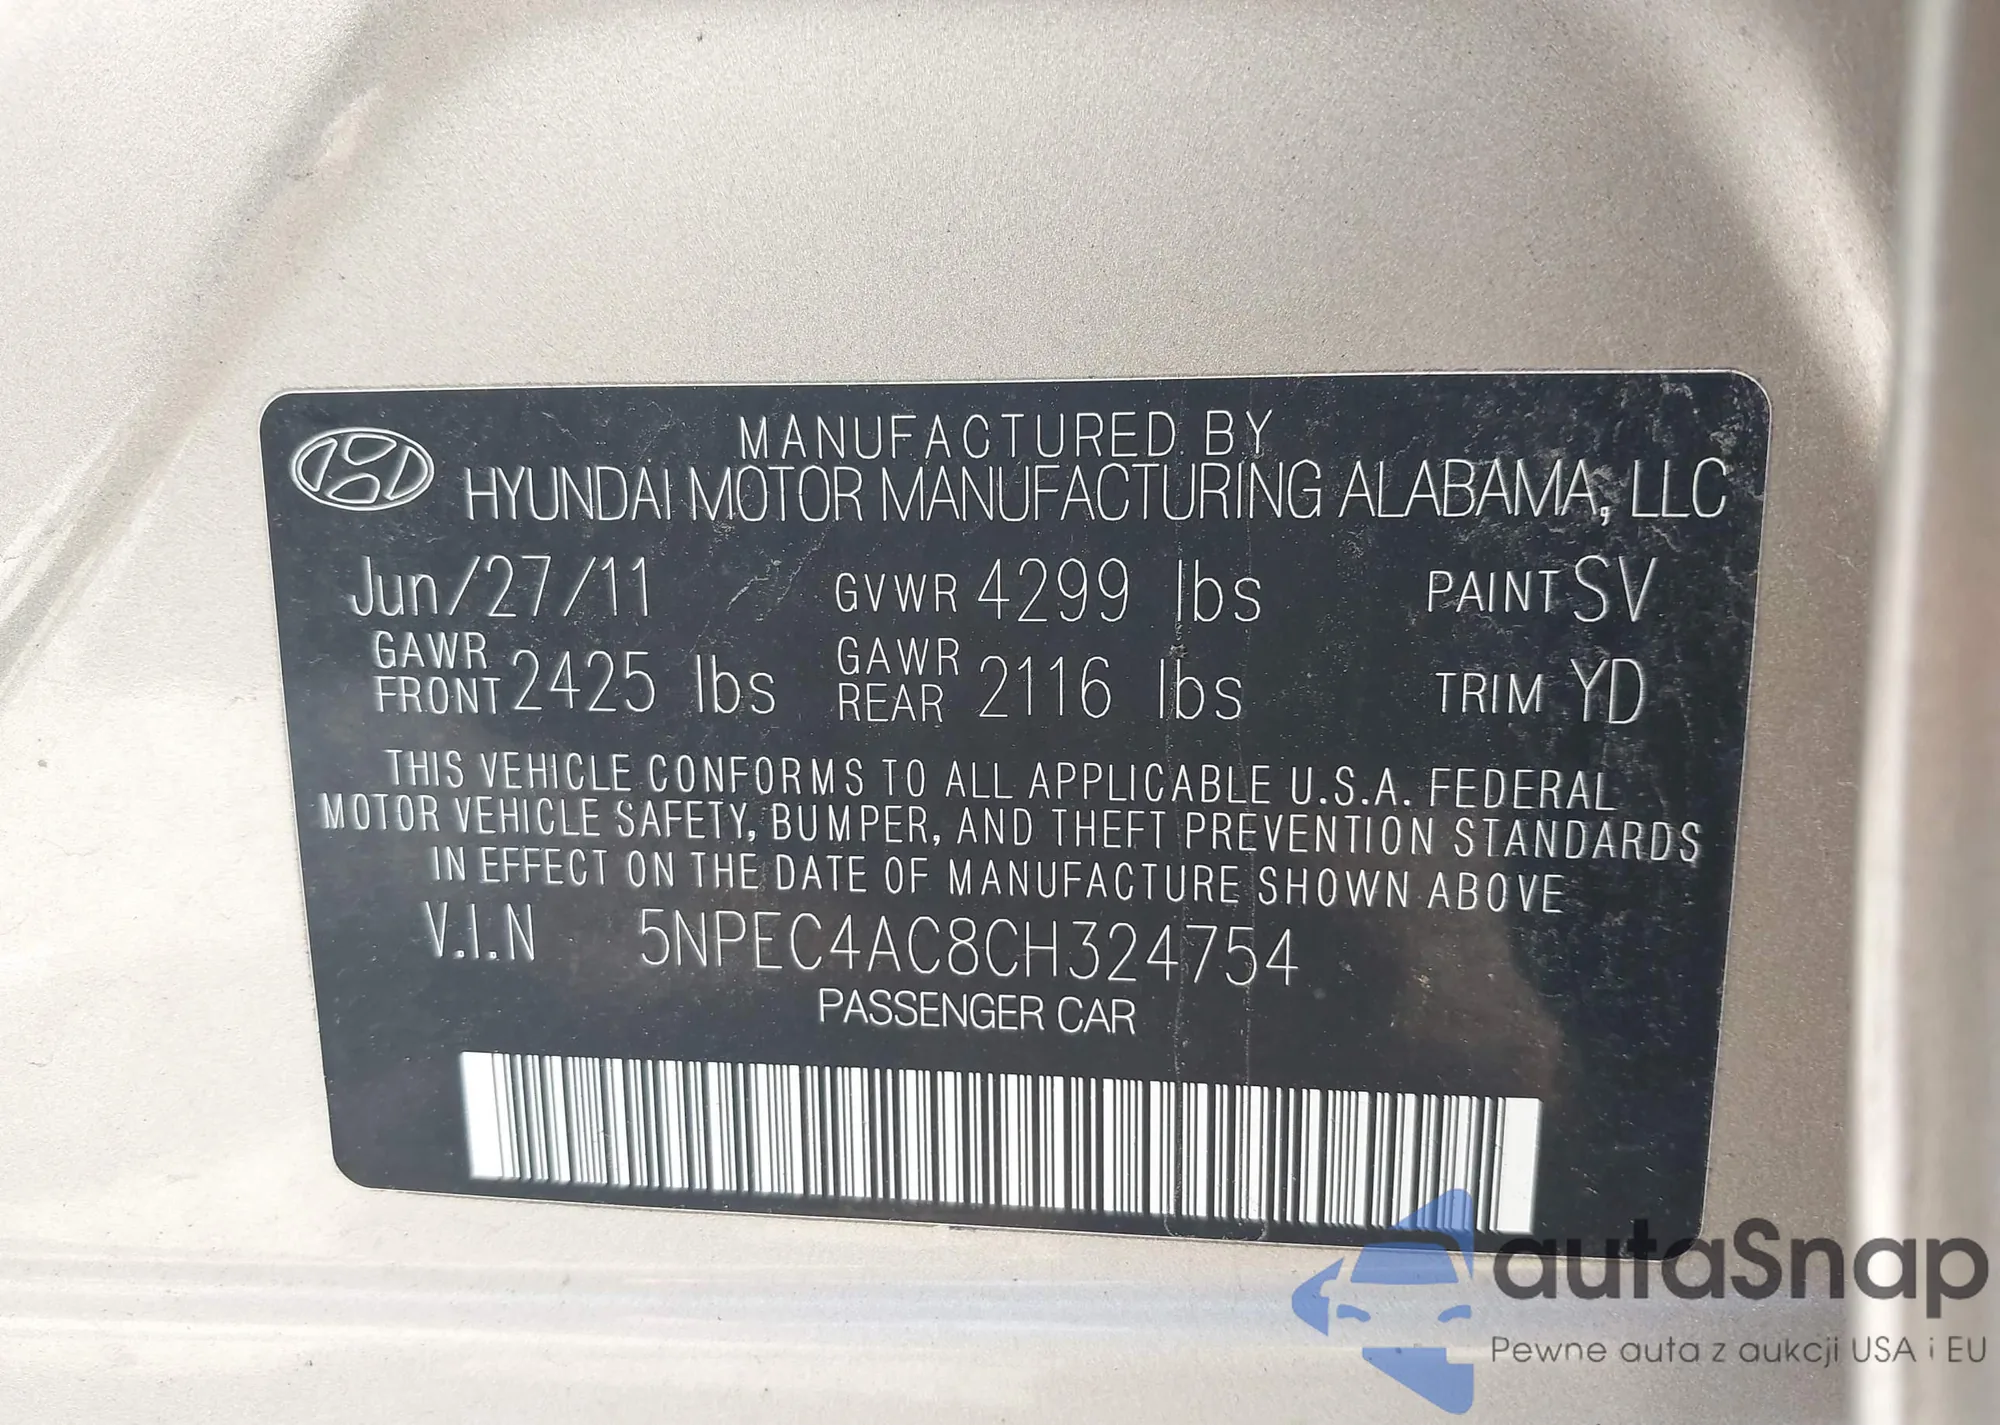 MANUFACTURED BY
HYUNDAI MOTOR MANUFACTURING ALABAMA, LLC
Jun/27/11 GVWR 4299 lbs PAINT SV
GAWR FRONT 2425 lbs GAWR REAR 2116 lbs TRIM YD
THIS VEHICLE CONFORMS TO ALL APPLICABLE U.S.A. FEDERAL
MOTOR VEHICLE SAFETY, BUMPER, AND THEFT PREVENTION STANDARDS
IN EFFECT ON THE DATE OF MANUFACTURE SHOWN ABOVE
V.I.N 5NPEC4AC8CH324754
PASSENGER CAR
autaSnap
Pewne auta z aukcji USA i EU